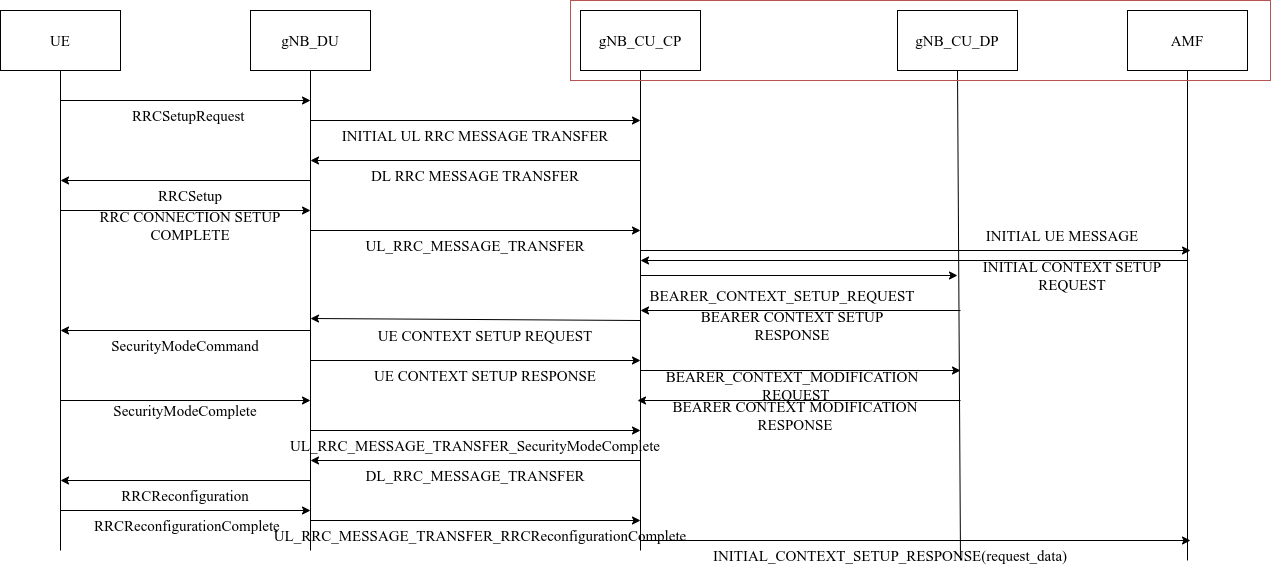 UE
gNB_DU
gNB_CU_CP
gNB_CU_DP
AMF
RRCSetupRequest
INITIAL UL RRC MESSAGE TRANSFER
DL RRC MESSAGE TRANSFER
RRCSetup
RRC CONNECTION SETUP
COMPLETE
UL_RRC_MESSAGE_TRANSFER
INITIAL UE MESSAGE
INITIAL CONTEXT SETUP
REQUEST
BEARER_CONTEXT_SETUP_REQUEST
BEARER CONTEXT SETUP
RESPONSE
UE CONTEXT SETUP REQUEST
SecurityModeCommand
UE CONTEXT SETUP RESPONSE
BEARER_CONTEXT_MODIFICATION
REQUEST
SecurityModeComplete
BEARER CONTEXT MODIFICATION
RESPONSE
UL_RRC_MESSAGE_TRANSFER_SecurityModeComplete
DL_RRC_MESSAGE_TRANSFER
RRCReconfiguration
RRCReconfigurationComplete
UL_RRC_MESSAGE_TRANSFER_RRCReconfigurationComplete
INITIAL_CONTEXT_SETUP_RESPONSE(request_data)